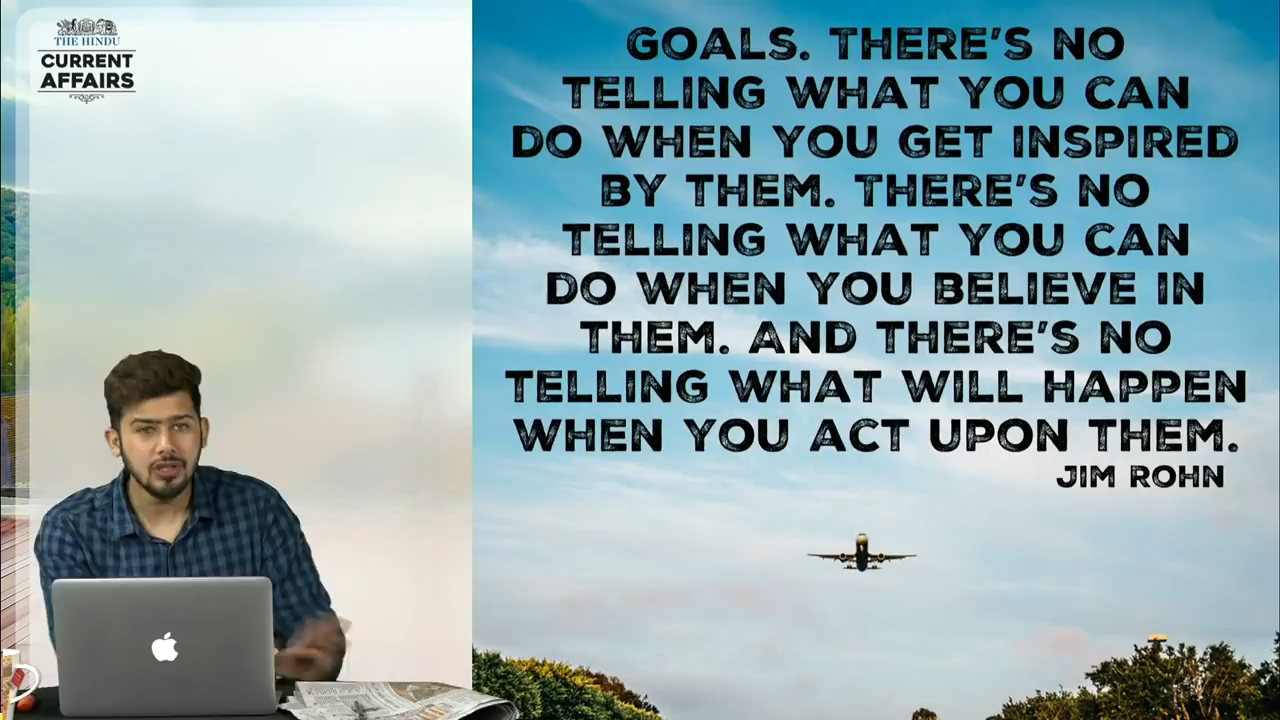 THE HINDU
CURRENT
AFFAIRS
GOALS. THERE'S NO
TELLING WHAT YOU CAN
DO WHEN YOU GET INSPIRED
BY THEM. THERE'S NO
TELLING WHAT YOU CAN
DO WHEN YOU BELIEVE IN
THEM. AND THERE'S NO
TELLING WHAT WILL HAPPEN
WHEN YOU ACT UPON THEM.
JIM ROHN